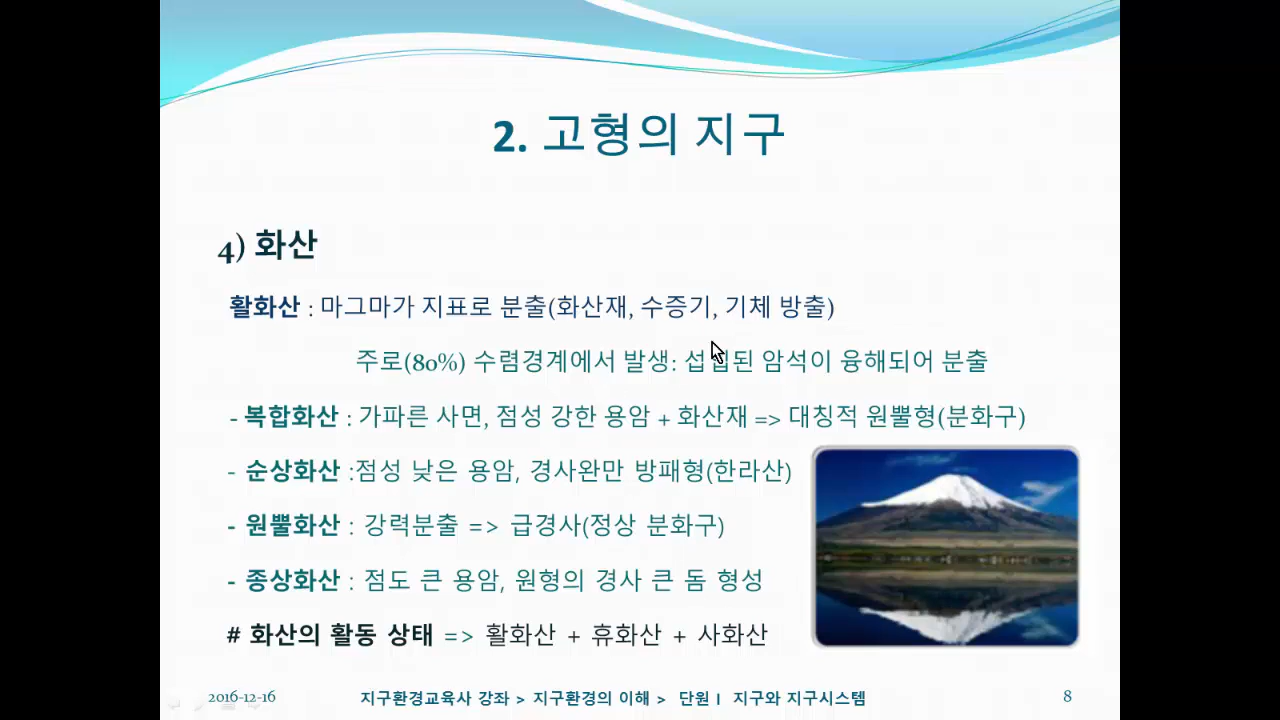 2. 고형의 지구
4) 화산
활화산 : 마그마가 지표로 분출(화산재, 수증기, 기체 방출)
주로(80%) 수렴경계에서 발생: 섭입된 암석이 융해되어 분출
- 복합화산 : 가파른 사면, 점성 강한 용암 + 화산재 => 대칭적 원뿔형(분화구)
- 순상화산 :점성 낮은 용암, 경사완만 방패형(한라산)
- 원뿔화산 : 강력분출 => 급경사(정상 분화구)
- 종상화산 : 점도 큰 용암, 원형의 경사 큰 돔 형성
# 화산의 활동 상태 => 활화산 + 휴화산 + 사화산
2016-12-16 지구환경교육사 강좌 > 지구환경의 이해 > 단원 I 지구와 지구시스템 8